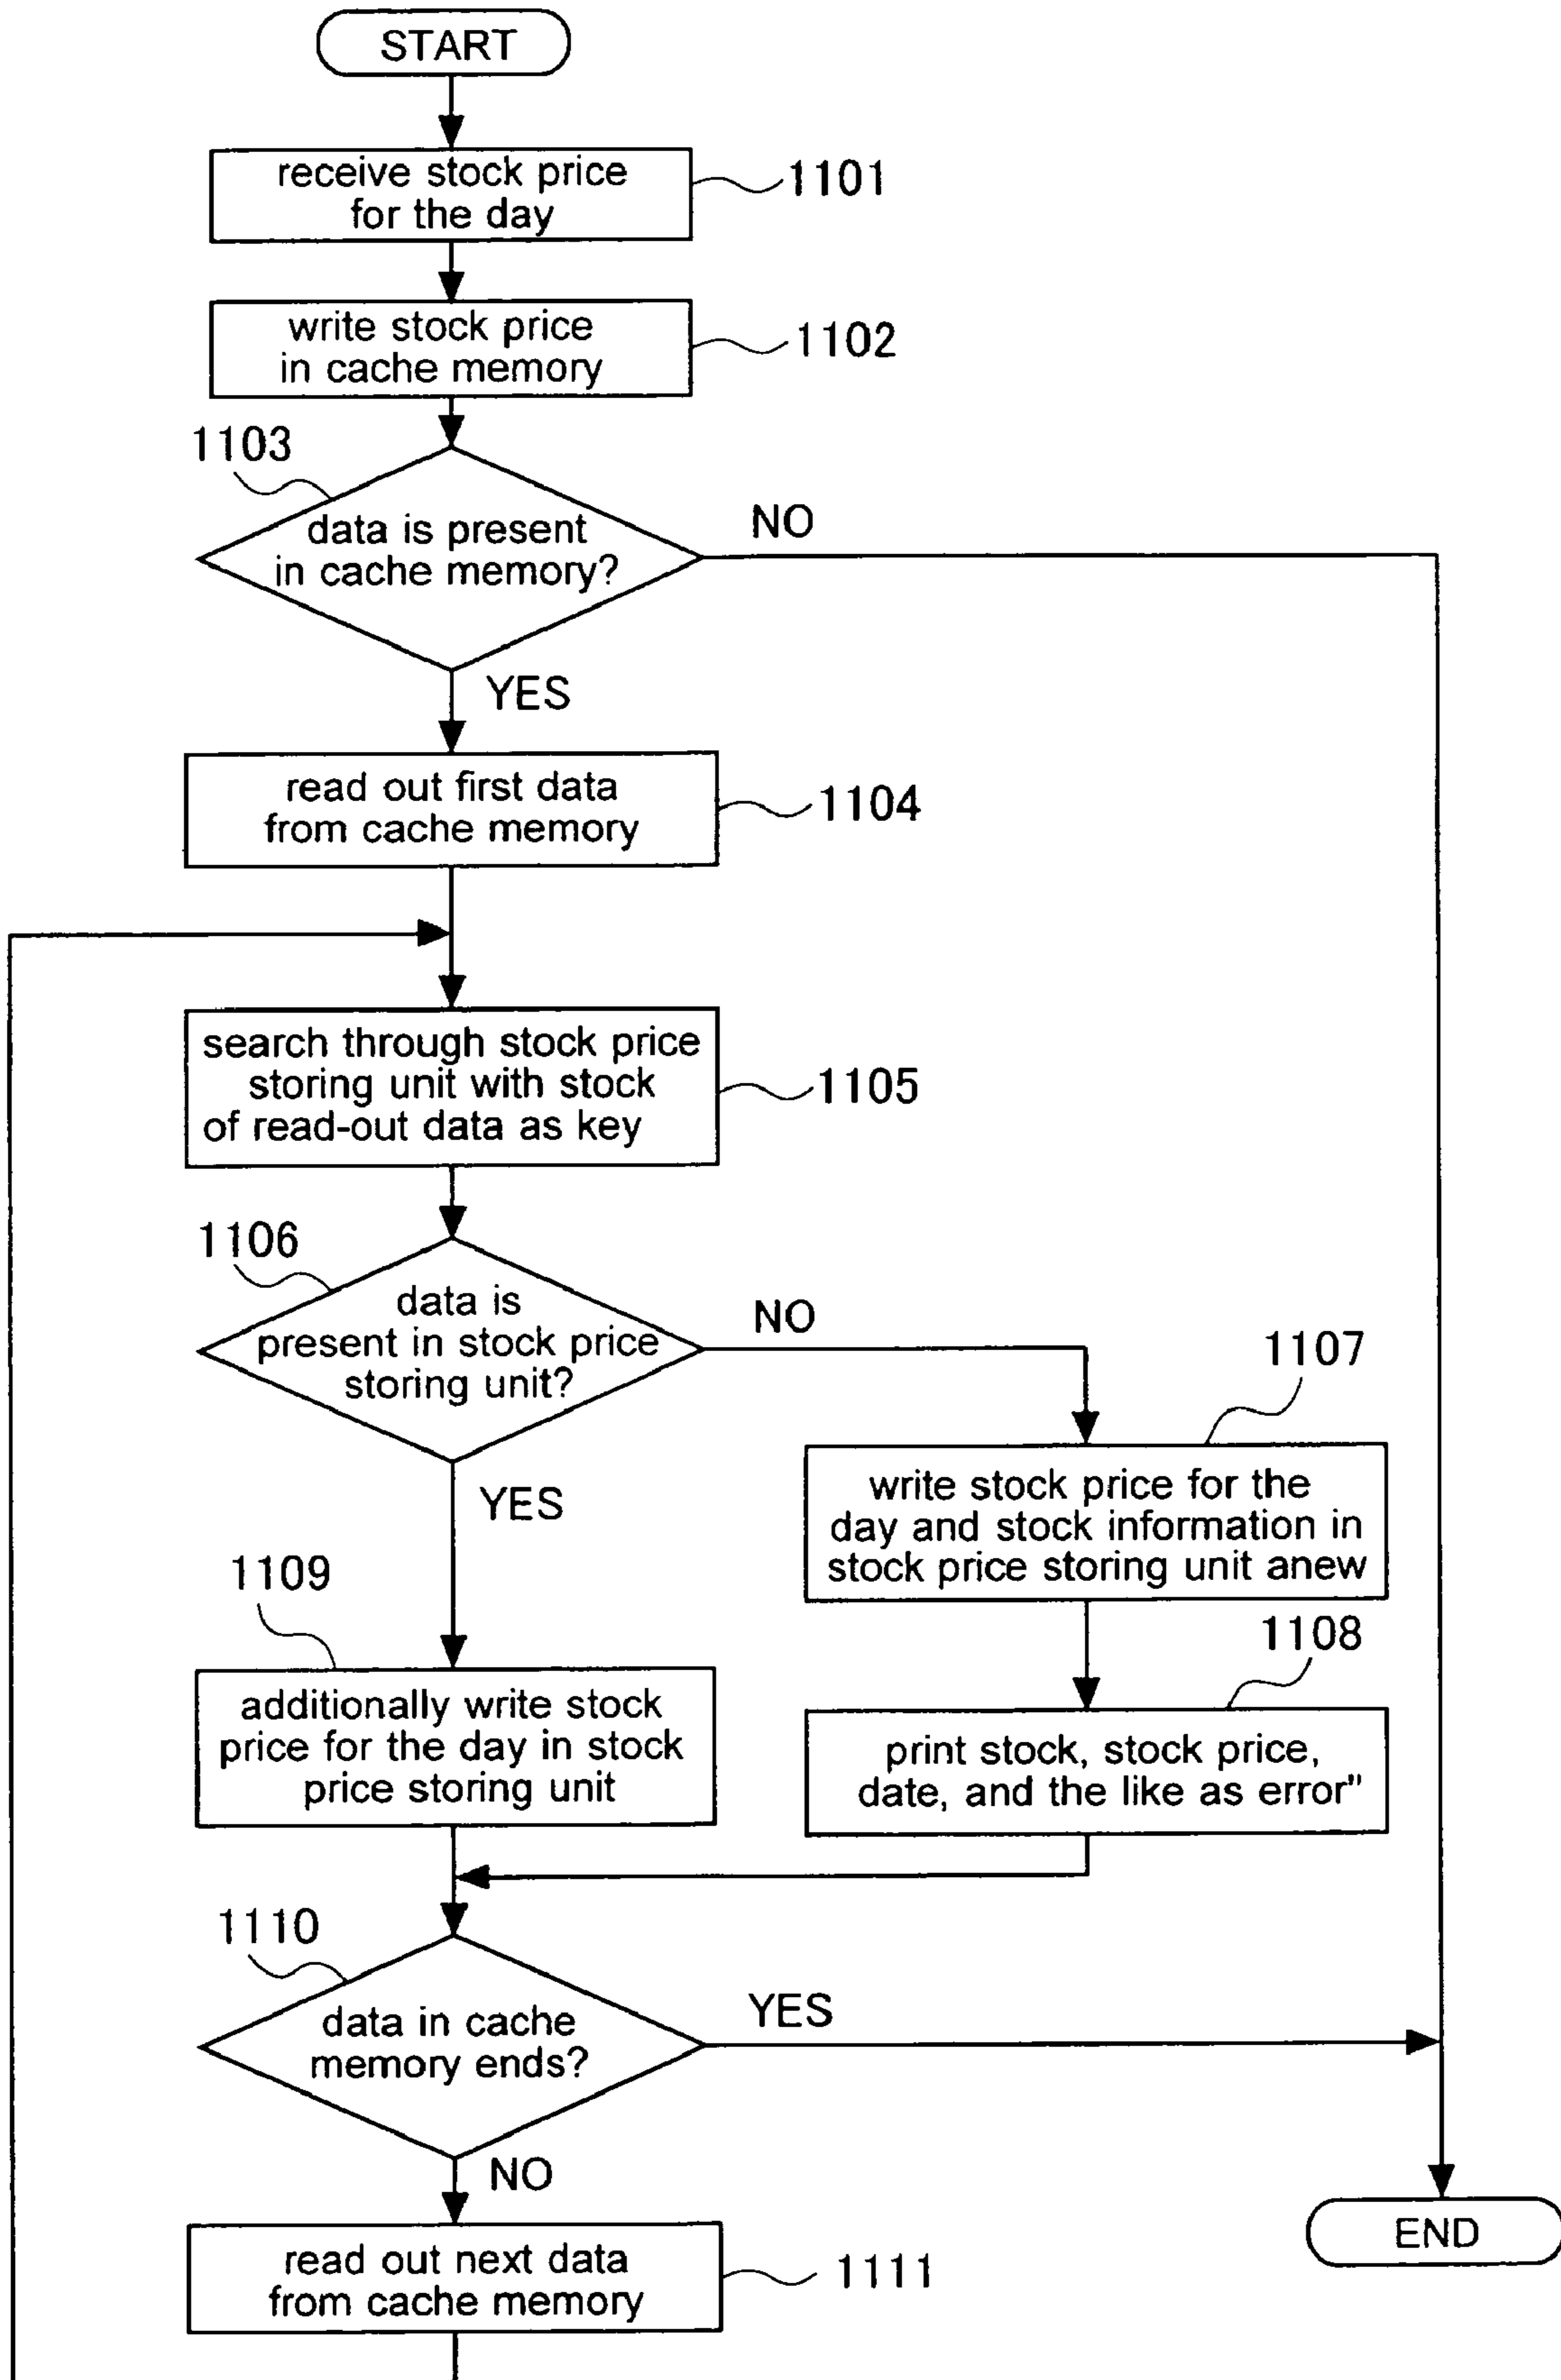 START
receive stock price
for the day
1101
write stock price
in cache memory
1102
1103
data is present
in cache memory?
NO
YES
read out first data
from cache memory
1104
search through stock price
storing unit with stock
of read-out data as key
1105
1106
data is
present in stock price
storing unit?
NO
YES
1107
write stock price for the
day and stock information in
stock price storing unit anew
1108
print stock, stock price,
date, and the like as error"
1109
additionally write stock
price for the day in stock
price storing unit
1110
data in cache
memory ends?
YES
NO
END
read out next data
from cache memory
1111